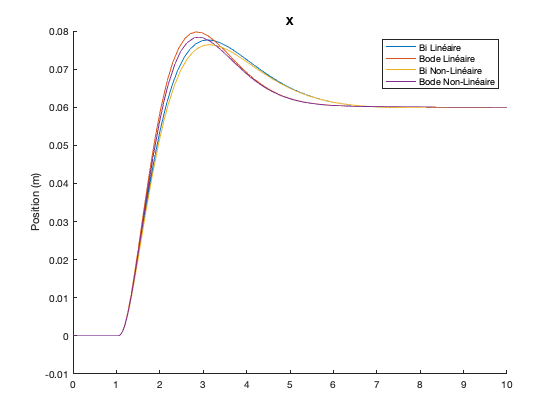 x
Bi Linéaire
Bode Linéaire
Bi Non-Linéaire
Bode Non-Linéaire
Position (m)
0.08
0.07
0.06
0.05
0.04
0.03
0.02
0.01
0
-0.01
0 1 2 3 4 5 6 7 8 9 10